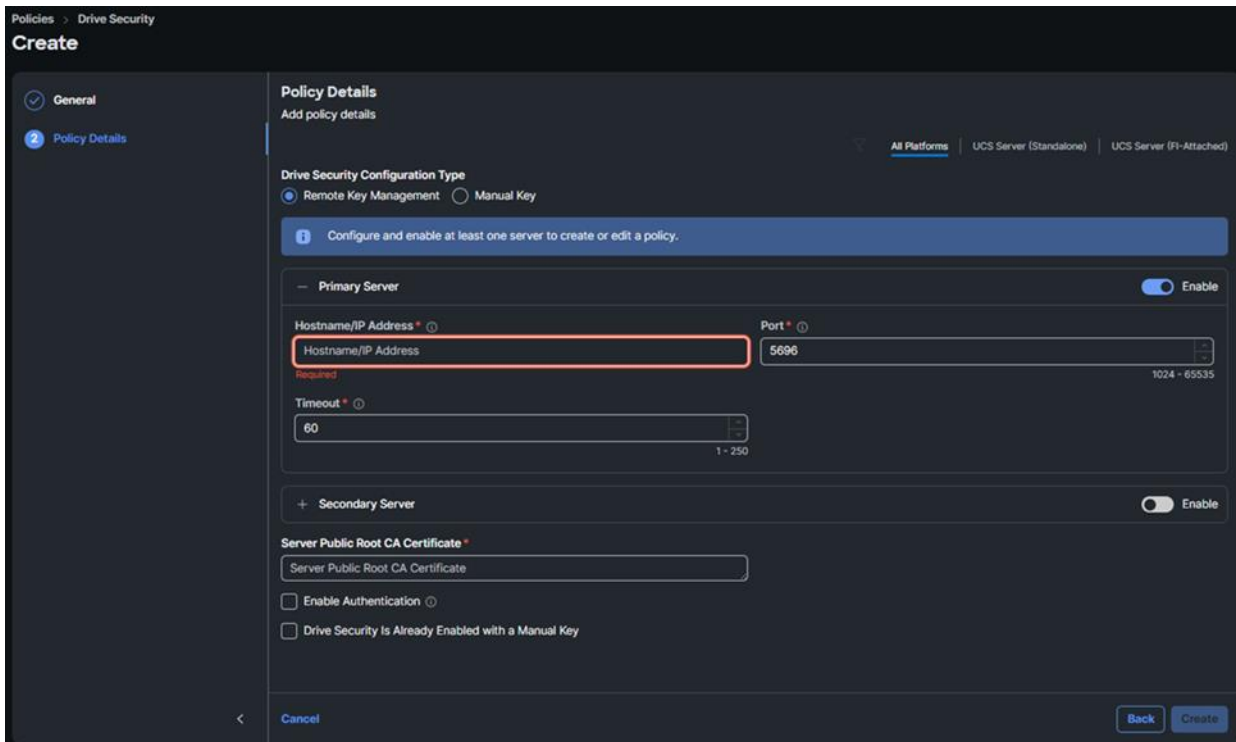 Policies > Drive Security
Create
General
2 Policy Details
Policy Details
Add policy details
All Platforms | UCS Server (Standalone) | UCS Server (FI-Attached)
Drive Security Configuration Type
Remote Key Management Manual Key
Configure and enable at least one server to create or edit a policy.
Primary Server Enable
Hostname/IP Address * Port *
Hostname/IP Address 5696
Required 1024 - 65535
Timeout *
60
1 - 250
Secondary Server Enable
Server Public Root CA Certificate *
Server Public Root CA Certificate
Enable Authentication
Drive Security Is Already Enabled with a Manual Key
Cancel Back Create